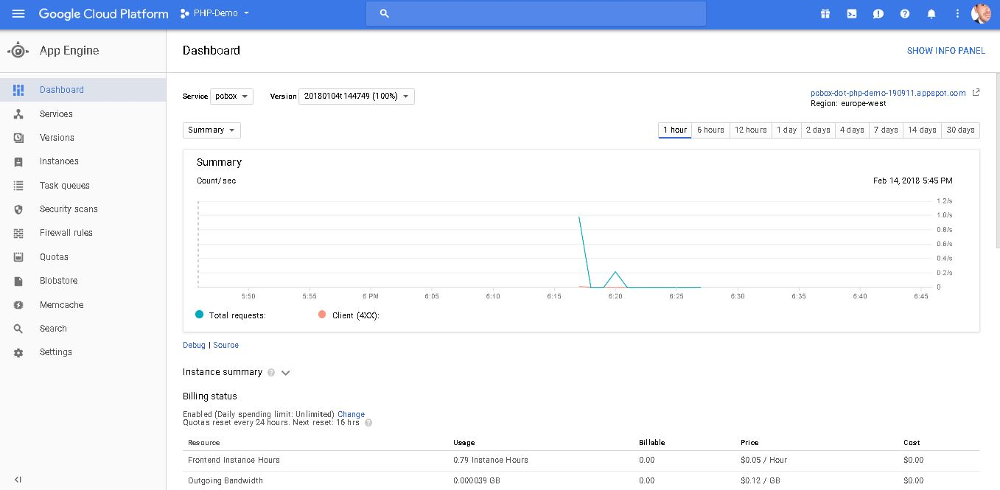 Google Cloud Platform PHP-Demo
App Engine
Dashboard
SHOW INFO PANEL
Dashboard
Services
Versions
Instances
Task queues
Security scans
Firewall rules
Quotas
Blobstore
Memcache
Search
Settings
Service pcbox Version 20180104t144749 (100%)
pcbox-dot-php-demo-190911.appspot.com
Region: europe-west
Summary
1 hour 6 hours 12 hours 1 day 2 days 4 days 7 days 14 days 30 days
Summary
Count/sec
Feb 14, 2018 5:45 PM
1.2/s
1.0/s
0.8/s
0.6/s
0.4/s
0.2/s
0
5:50 5:55 6 PM 6:05 6:10 6:15 6:20 6:25 6:30 6:35 6:40 6:45
Total requests: Client (4XX):
Debug | Source
Instance summary
Billing status
Enabled (Daily spending limit: Unlimited) Change
Quotas reset every 24 hours. Next reset: 16 hrs
Resource Usage Billable Price Cost
Frontend Instance Hours 0.79 Instance Hours 0.00 $0.05 / Hour $0.00
Outgoing Bandwidth 0.000039 GB 0.00 $0.12 / GB $0.00